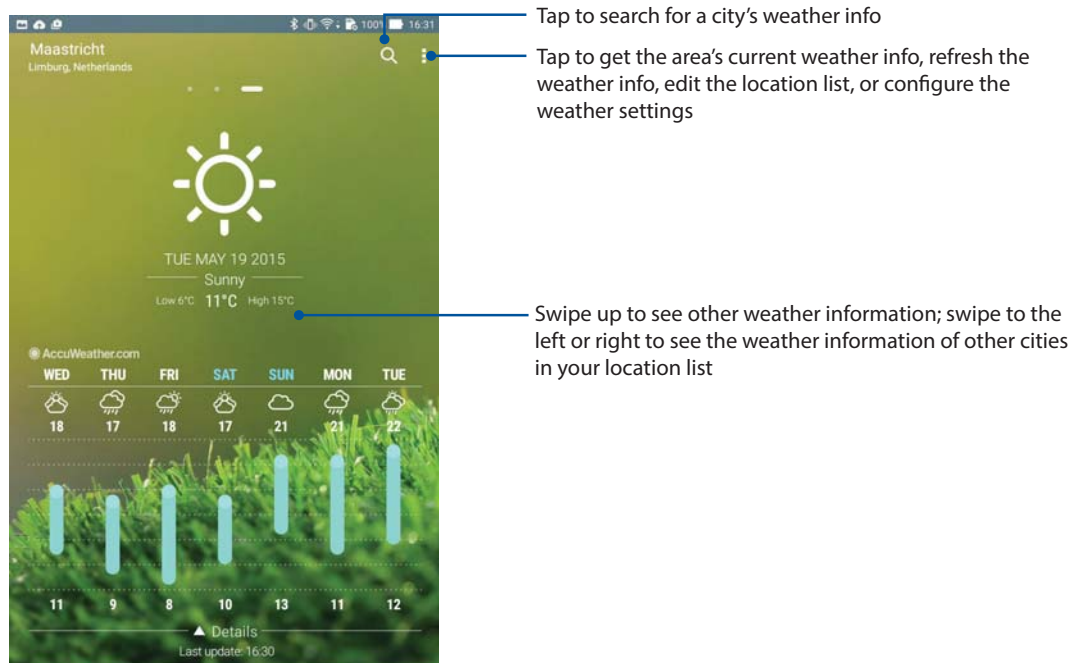 100% 16:31
Maastricht
Limburg, Netherlands
TUE MAY 19 2015
Sunny
Low 6°C 11°C High 15°C
AccuWeather.com
WED THU FRI SAT SUN MON TUE
18 17 18 17 21 21 22
11 9 8 10 13 11 12
Details
Last update: 16:30
Tap to search for a city's weather info
Tap to get the area's current weather info, refresh the
weather info, edit the location list, or configure the
weather settings
Swipe up to see other weather information; swipe to the
left or right to see the weather information of other cities
in your location list